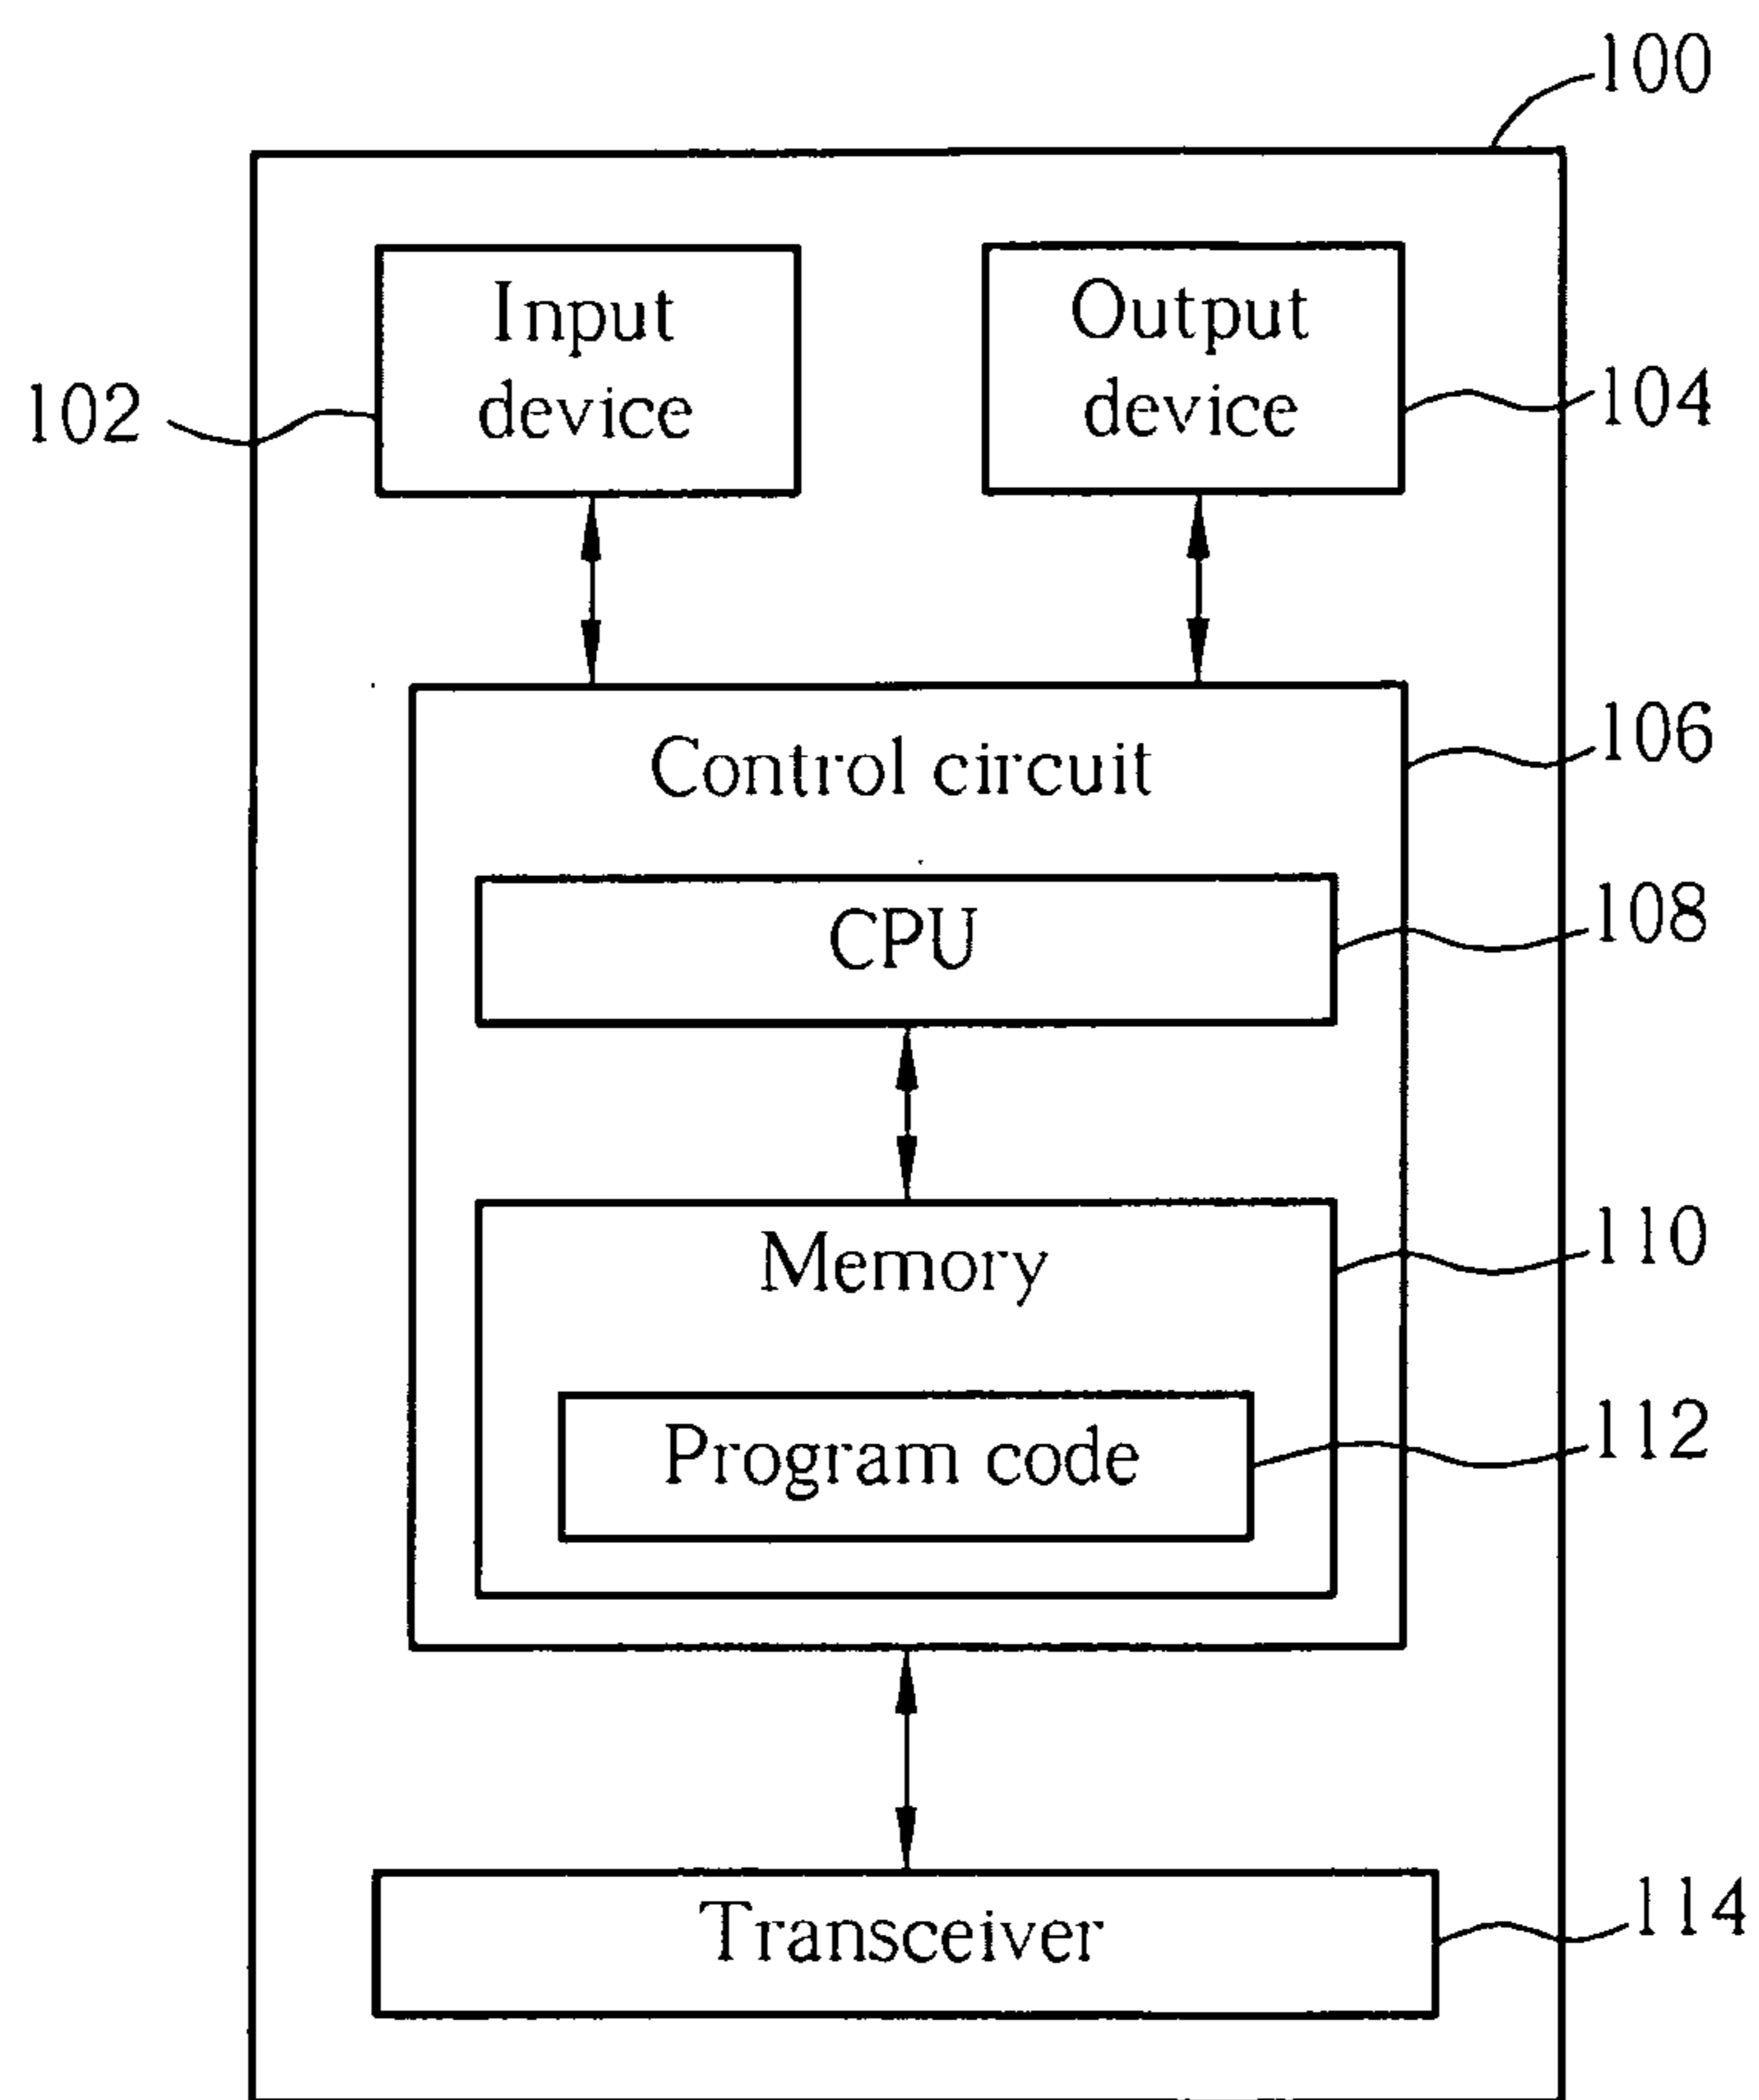 100
Input
device
102
Output
device
104
Control circuit
106
CPU
108
Memory
110
Program code
112
Transceiver
114